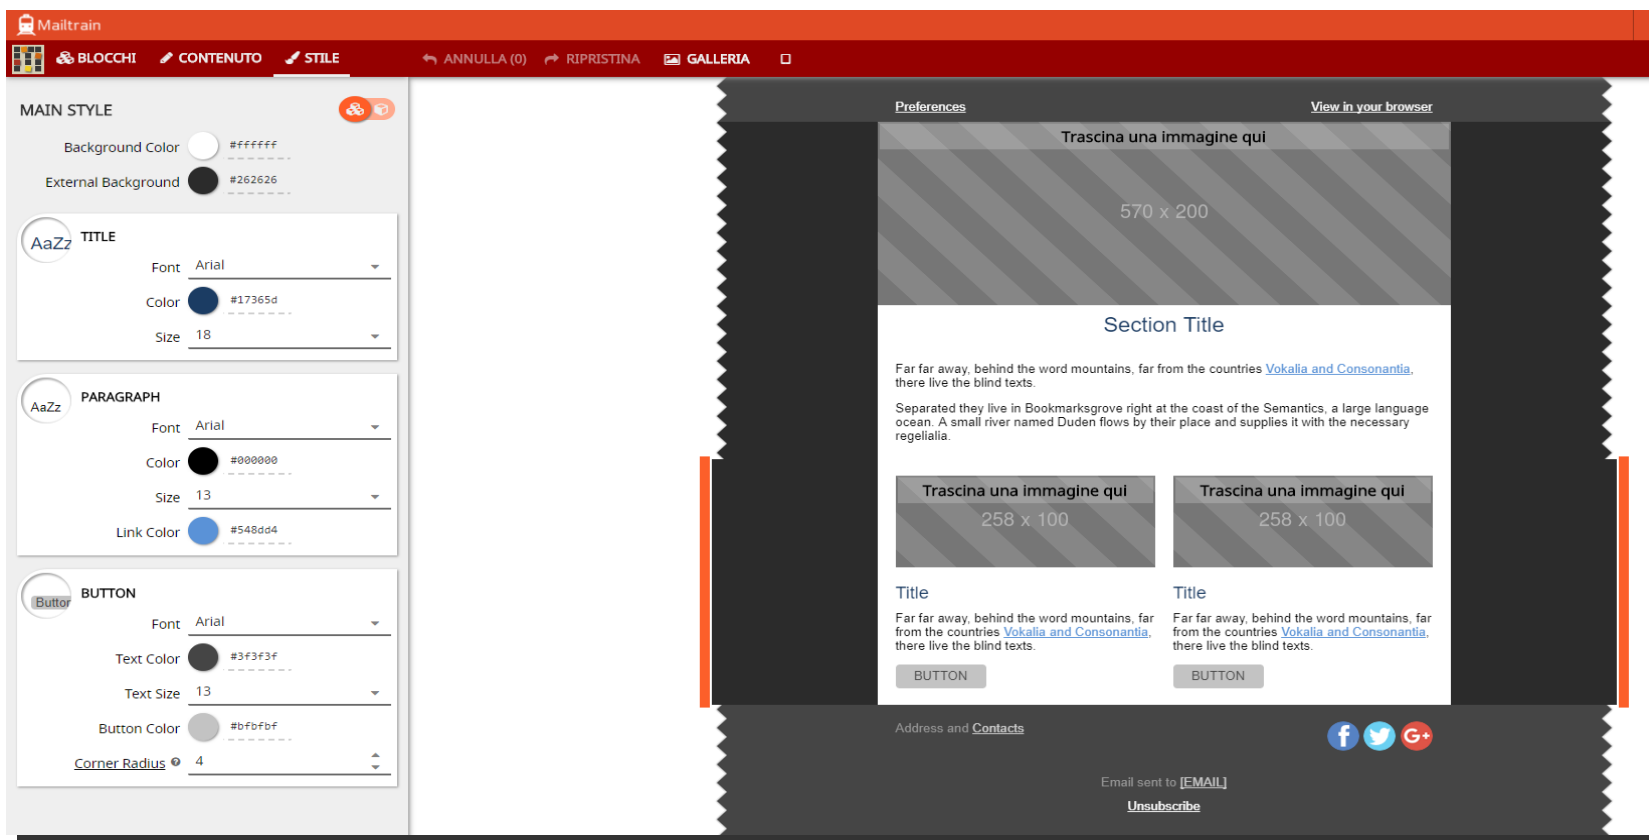 Mailtrain
BLOCCHI CONTENUTO STILE ANNULLA (0) RIPRISTINA GALLERIA
MAIN STYLE
Background Color #ffffff
External Background #262626
AaZz TITLE
Font Arial
Color #17365d
Size 18
AaZz PARAGRAPH
Font Arial
Color #000000
Size 13
Link Color #548dd4
Button BUTTON
Font Arial
Text Color #3f3f3f
Text Size 13
Button Color #bfbfbf
Corner Radius 4
Preferences View in your browser
Trascina una immagine qui
570 x 200
Section Title
Far far away, behind the word mountains, far from the countries Vokalia and Consonantia,
there live the blind texts.
Separated they live in Bookmarksgrove right at the coast of the Semantics, a large language
ocean. A small river named Duden flows by their place and supplies it with the necessary
regelialia.
Trascina una immagine qui
258 x 100
Title
Far far away, behind the word mountains, far
from the countries Vokalia and Consonantia,
there live the blind texts.
BUTTON
Trascina una immagine qui
258 x 100
Title
Far far away, behind the word mountains, far
from the countries Vokalia and Consonantia,
there live the blind texts.
BUTTON
Address and Contacts
f G+
Email sent to [EMAIL]
Unsubscribe